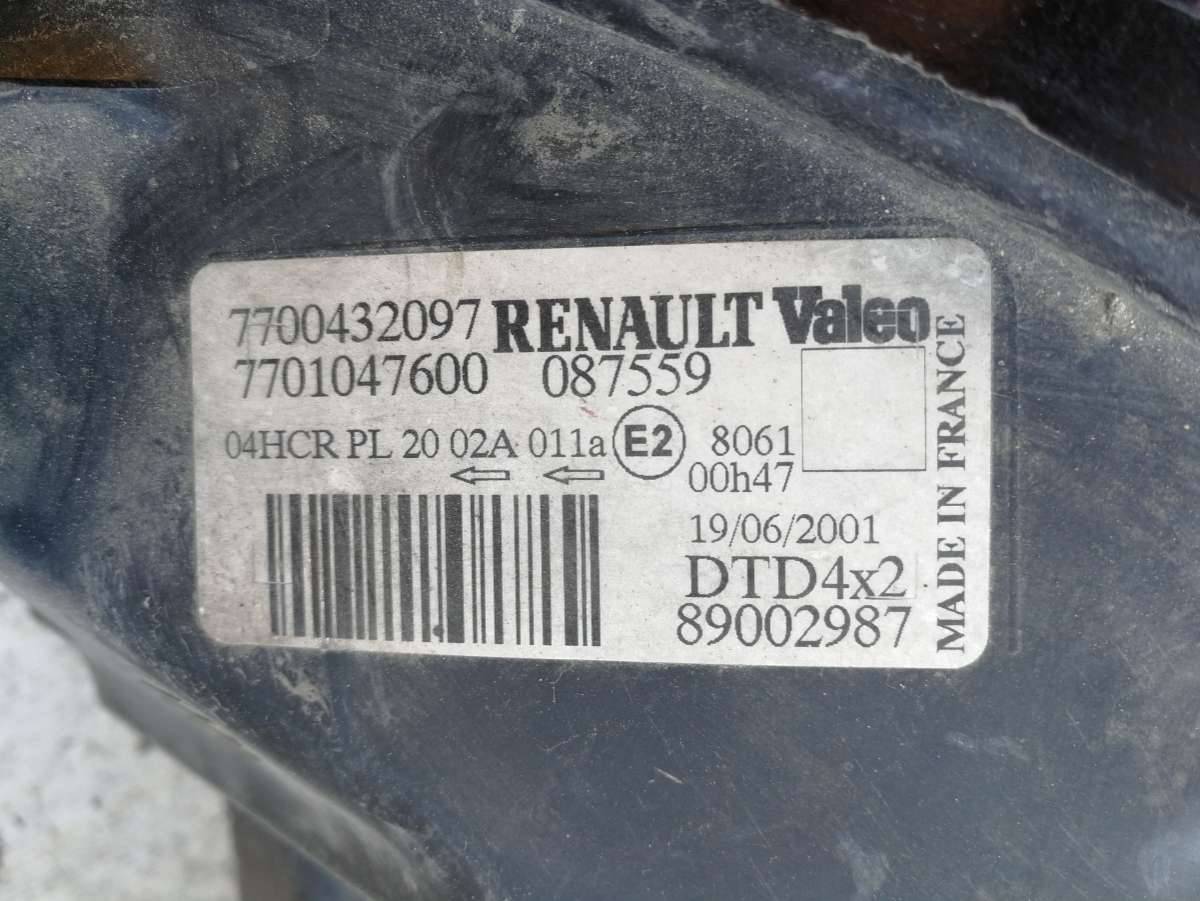 7700432097 RENAULT Valeo
7701047600 087559
04HCR PL 20 02A 011a E2 8061
00h47
19/06/2001
DTD4x2
89002987
MADE IN FRANCE